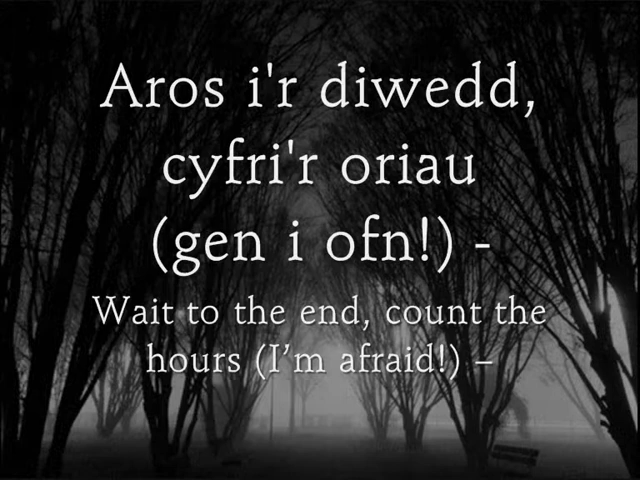 Aros i'r diwedd,
cyfri'r oriau
(gen i ofn!) -
Wait to the end, count the
hours (I’m afraid!) –